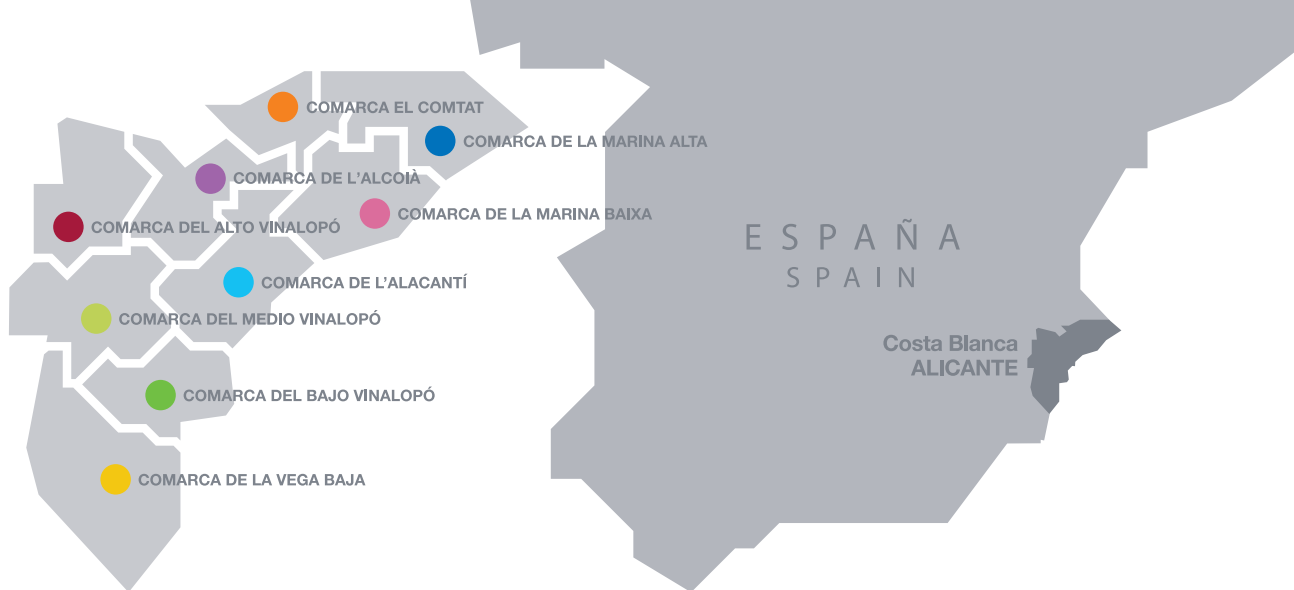 COMARCA EL COMTAT
COMARCA DE LA MARINA ALTA
COMARCA DE L'ALCOIÀ
COMARCA DE LA MARINA BAIXA
COMARCA DEL ALTO VINALOPÓ
COMARCA DE L'ALACANTÍ
COMARCA DEL MEDIO VINALOPÓ
COMARCA DEL BAJO VINALOPÓ
COMARCA DE LA VEGA BAJA
ESPAÑA
SPAIN
Costa Blanca
ALICANTE